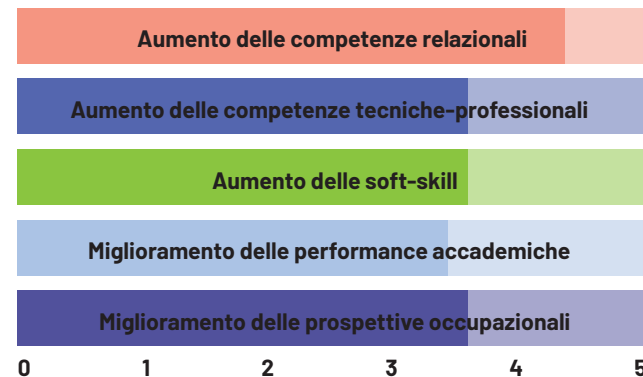 Aumento delle competenze relazionali
Aumento delle competenze tecniche-professionali
Aumento delle soft-skill
Miglioramento delle performance accademiche
Miglioramento delle prospettive occupazionali
0 1 2 3 4 5